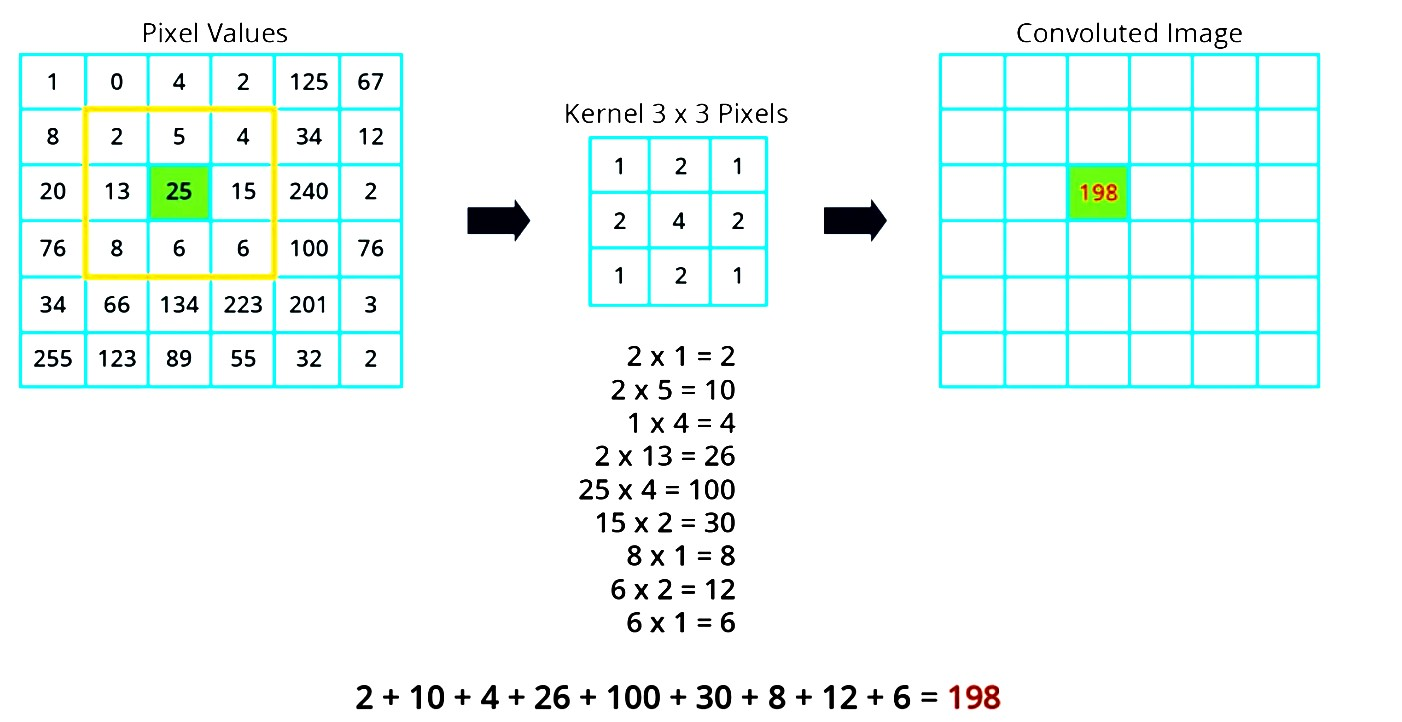 Pixel Values
1 0 4 2 125 67
8 2 5 4 34 12
20 13 25 15 240 2
76 8 6 6 100 76
34 66 134 223 201 3
255 123 89 55 32 2
Kernel 3 x 3 Pixels
1 2 1
2 4 2
1 2 1
2 x 1 = 2
2 x 5 = 10
1 x 4 = 4
2 x 13 = 26
25 x 4 = 100
15 x 2 = 30
8 x 1 = 8
6 x 2 = 12
6 x 1 = 6
Convoluted Image
198
2 + 10 + 4 + 26 + 100 + 30 + 8 + 12 + 6 = 198